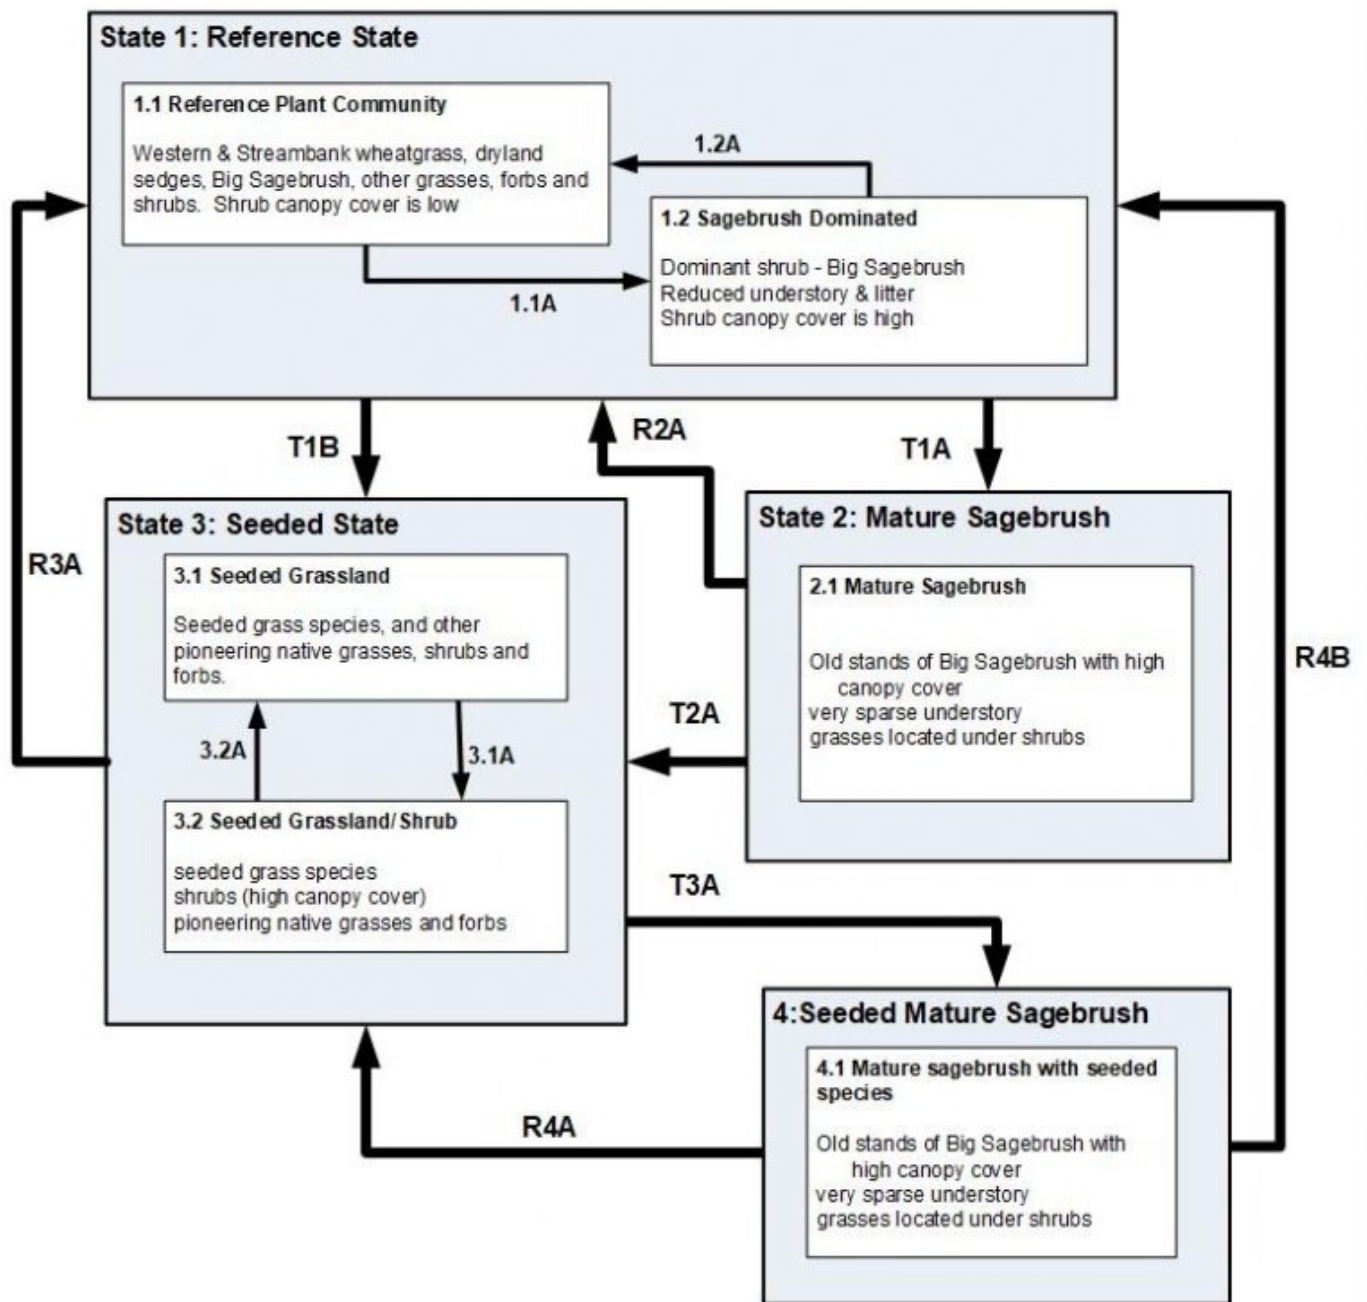 State 1: Reference State
1.1 Reference Plant Community
Western & Streambank wheatgrass, dryland
sedges, Big Sagebrush, other grasses, forbs and
shrubs. Shrub canopy cover is low
1.2A
1.2 Sagebrush Dominated
Dominant shrub - Big Sagebrush
Reduced understory & litter
Shrub canopy cover is high
1.1A
T1B
R2A
T1A
State 3: Seeded State
3.1 Seeded Grassland
Seeded grass species, and other
pioneering native grasses, shrubs and
forbs.
3.2A
3.1A
3.2 Seeded Grassland/Shrub
seeded grass species
shrubs (high canopy cover)
pioneering native grasses and forbs
R3A
State 2: Mature Sagebrush
2.1 Mature Sagebrush
Old stands of Big Sagebrush with high
canopy cover
very sparse understory
grasses located under shrubs
T2A
R4B
T3A
4:Seeded Mature Sagebrush
4.1 Mature sagebrush with seeded
species
Old stands of Big Sagebrush with
high canopy cover
very sparse understory
grasses located under shrubs
R4A